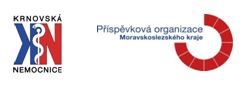 KRNOVSKÁ
NEMOCNICE
Příspěvková organizace
Moravskoslezského kraje